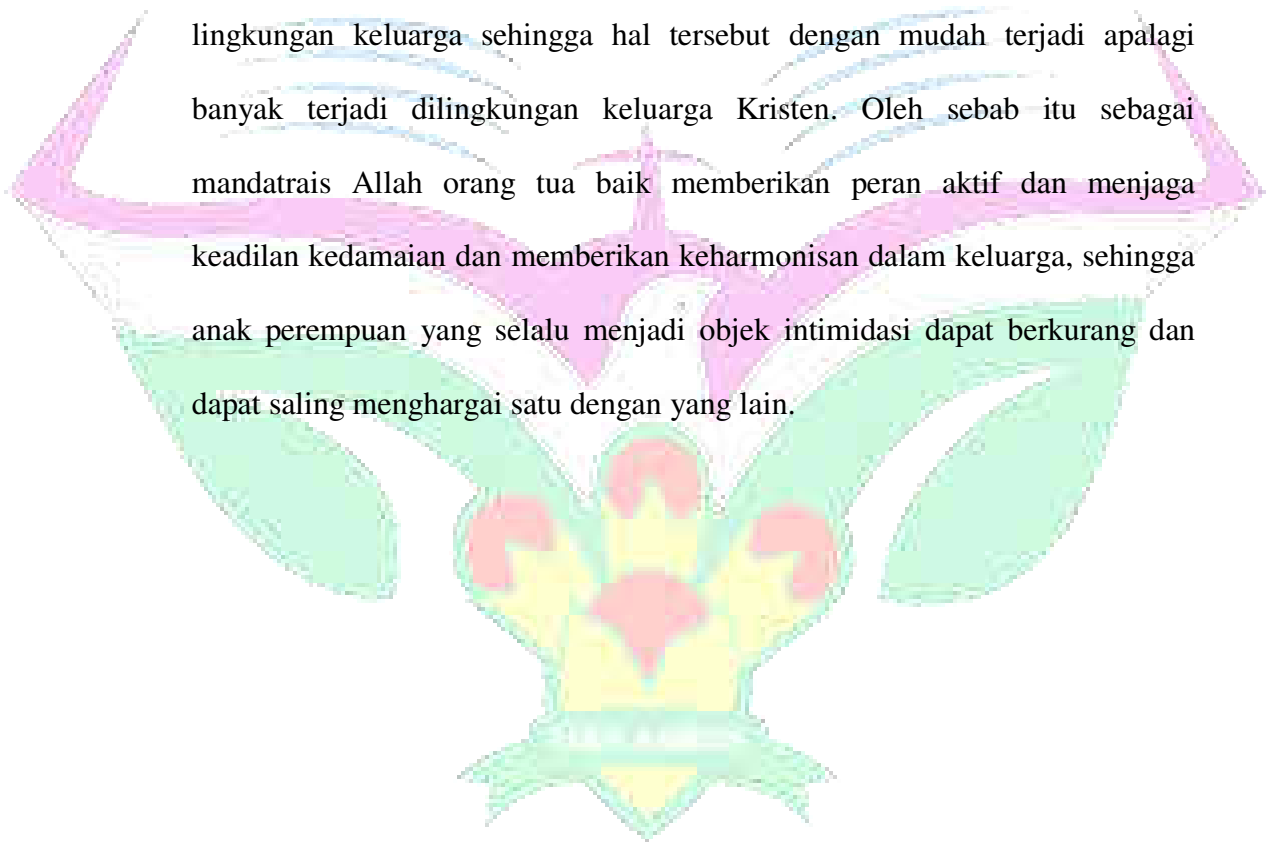 lingkungan keluarga sehingga hal tersebut dengan mudah terjadi apalagi
banyak terjadi dilingkungan keluarga Kristen. Oleh sebab itu sebagai
mandatrais Allah orang tua baik memberikan peran aktif dan menjaga
keadilan kedamaian dan memberikan keharmonisan dalam keluarga, sehingga
anak perempuan yang selalu menjadi objek intimidasi dapat berkurang dan
dapat saling menghargai satu dengan yang lain.